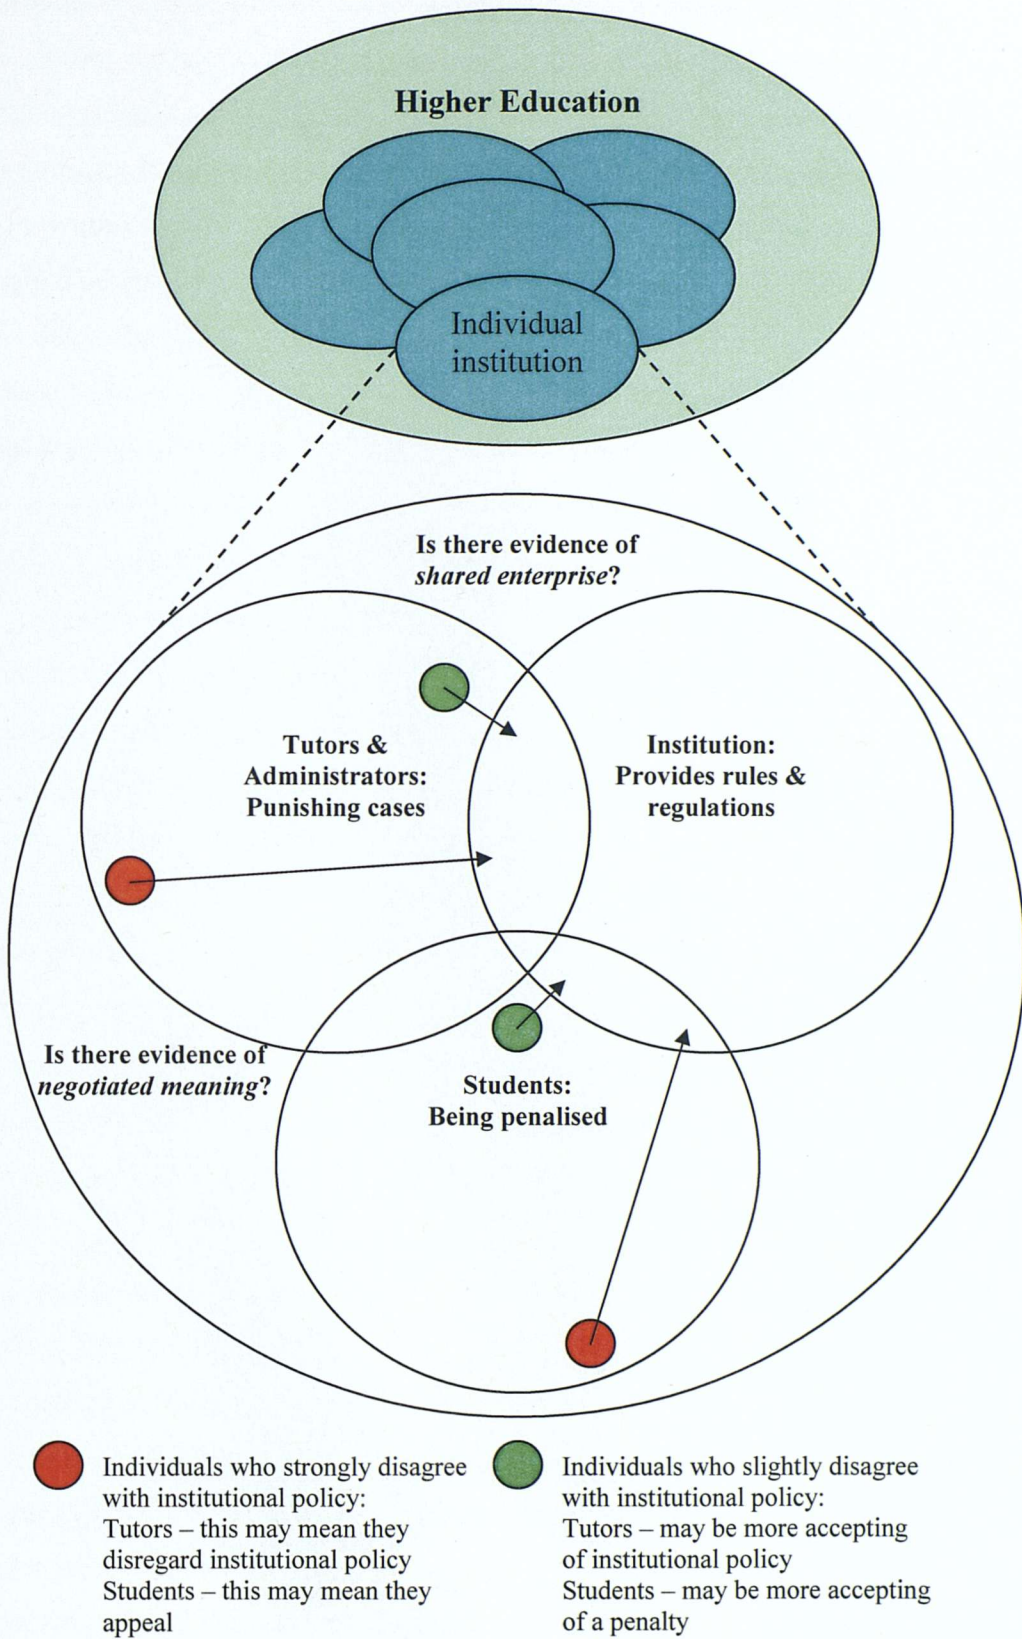 Higher Education
Individual
institution
Is there evidence of
shared enterprise?
Tutors &
Administrators:
Punishing cases
Institution:
Provides rules &
regulations
Is there evidence of
negotiated meaning?
Students:
Being penalised
Individuals who strongly disagree
with institutional policy:
Tutors – this may mean they
disregard institutional policy
Students – this may mean they
appeal
Individuals who slightly disagree
with institutional policy:
Tutors – may be more accepting
of institutional policy
Students – may be more accepting
of a penalty